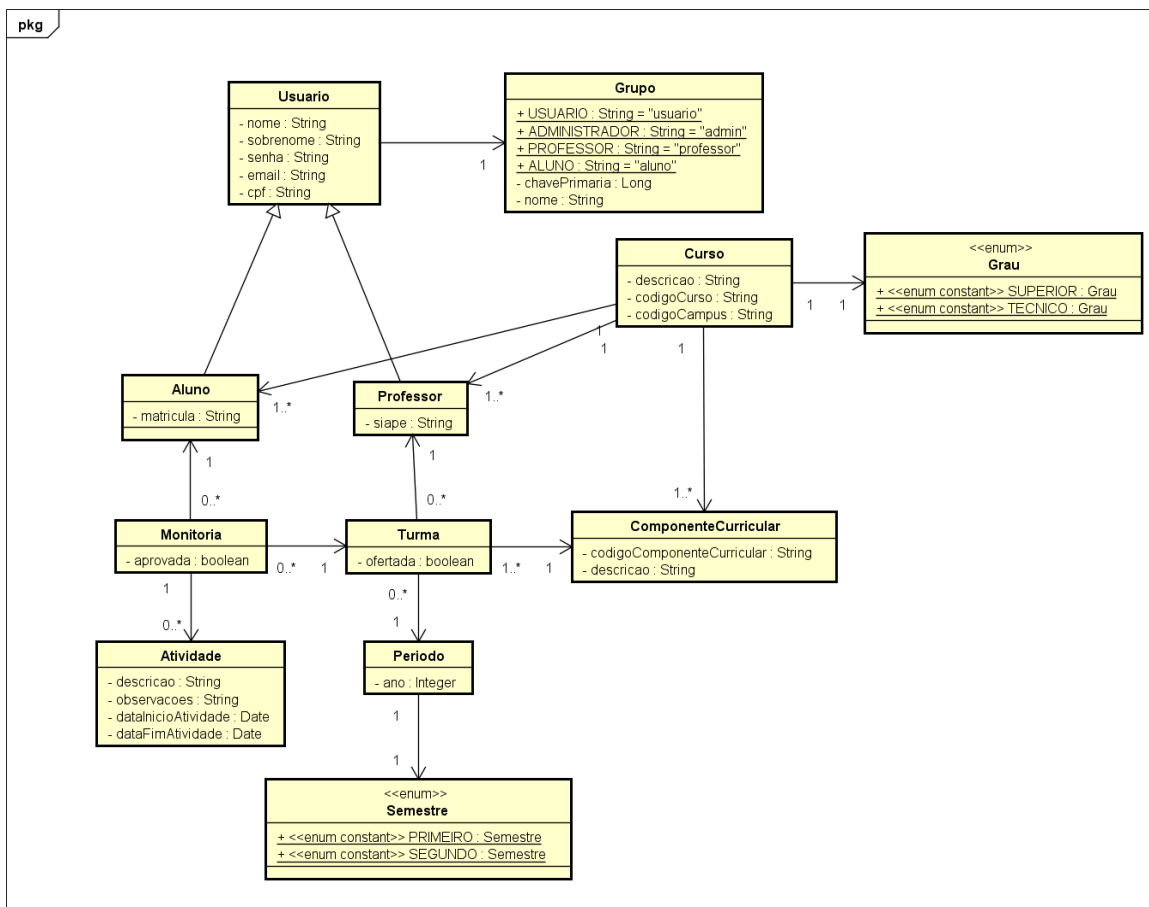 pkg
Usuario
- nome : String
- sobrenome : String
- senha : String
- email : String
- cpf : String
1
Grupo
+ USUARIO : String = "usuario"
+ ADMINISTRADOR : String = "admin"
+ PROFESSOR : String = "professor"
+ ALUNO : String = "aluno"
- chavePrimaria : Long
- nome : String
Curso
- descricao : String
- codigoCurso : String
- codigoCampus : String
1
1
<<enum>>
Grau
+ <<enum constant>> SUPERIOR : Grau
+ <<enum constant>> TECNICO : Grau
1
1
1
Aluno
- matricula : String
1..*
Professor
- siape : String
1..*
1
0..*
1
0..*
1..*
Monitoria
- aprovada : boolean
0..*
1
Turma
- ofertada : boolean
1..*
1
ComponenteCurricular
- codigoComponenteCurricular : String
- descricao : String
1
0..*
0..*
1
Atividade
- descricao : String
- observacoes : String
- dataInicioAtividade : Date
- dataFimAtividade : Date
Periodo
- ano : Integer
1
1
<<enum>>
Semestre
+ <<enum constant>> PRIMEIRO : Semestre
+ <<enum constant>> SEGUNDO : Semestre